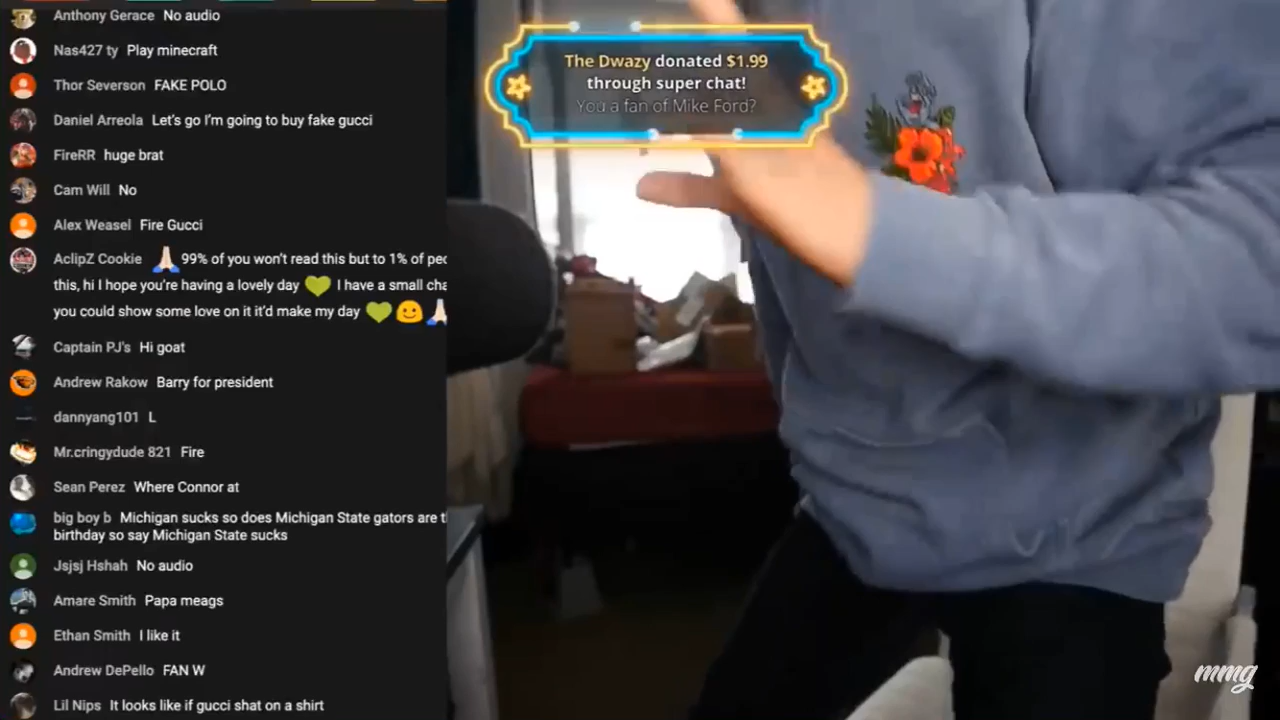 Anthony Gerace No audio
Nas427 ty Play minecraft
Thor Severson FAKE POLO
Daniel Arreola Let's go I'm going to buy fake gucci
FireRR huge brat
Cam Will No
Alex Weasel Fire Gucci
AclipZ Cookie 🙏🏻 99% of you won't read this but to 1% of
this, hi I hope you're having a lovely day 💚 I have a small
you could show some love on it it'd make my day 💚 🙂 🙏🏻
Captain PJ's Hi goat
Andrew Rakow Barry for president
dannyang101 L
Mr.cringydude 821 Fire
Sean Perez Where Connor at
big boy b Michigan sucks so does Michigan State gators are
birthday so say Michigan State sucks
Jsjsj Hshah No audio
Amare Smith Papa meags
Ethan Smith I like it
Andrew DePello FAN W
Lil Nips It looks like if gucci shat on a shirt
The Dwazy donated $1.99
through super chat!
You a fan of Mike Ford?
mmg